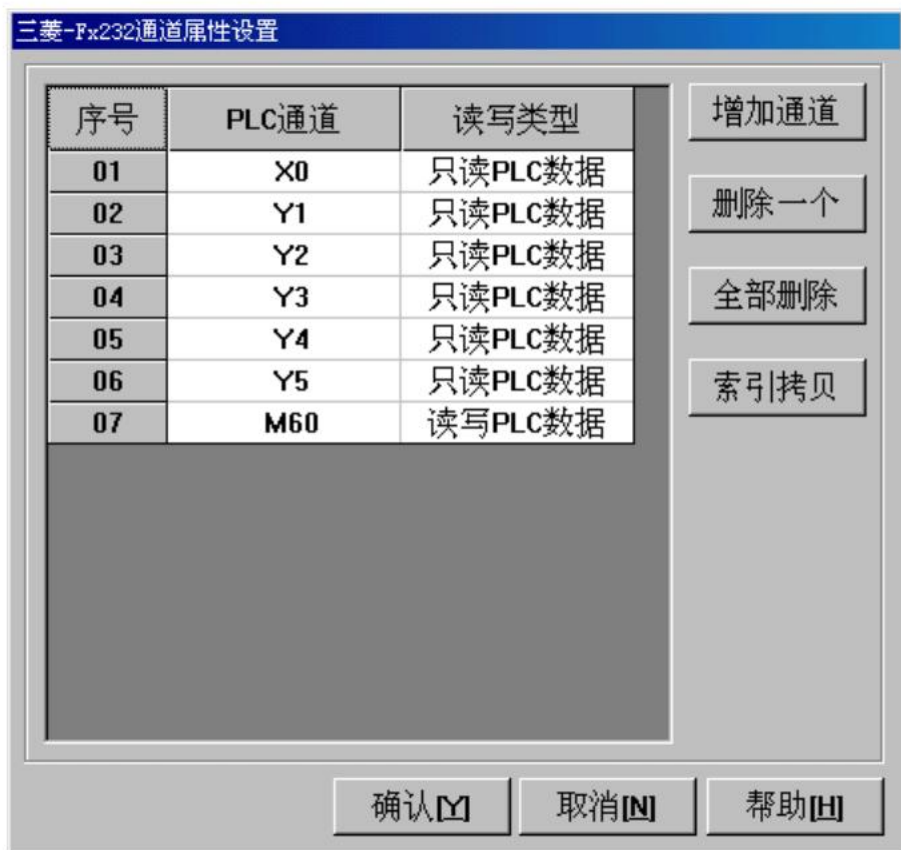 三菱-Fx232通道属性设置
序号 PLC通道 读写类型
01 X0 只读PLC数据
02 Y1 只读PLC数据
03 Y2 只读PLC数据
04 Y3 只读PLC数据
05 Y4 只读PLC数据
06 Y5 只读PLC数据
07 M60 读写PLC数据
增加通道
删除一个
全部删除
索引拷贝
确认[Y] 取消[N] 帮助[H]